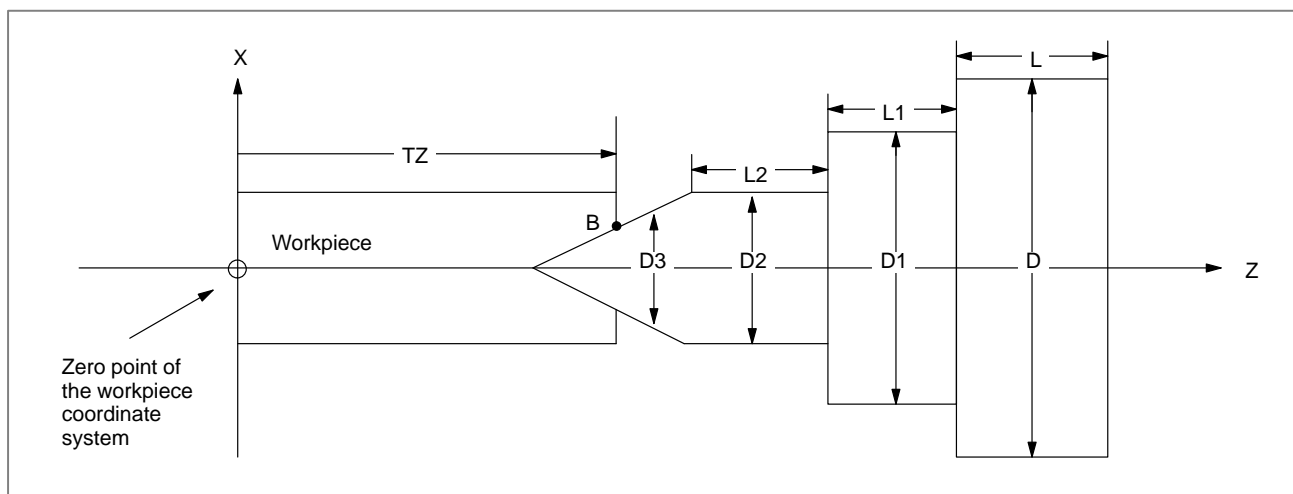 X
L
L1
TZ
L2
B
Workpiece
D3
D2
D1
D
Z
Zero point of
the workpiece
coordinate
system